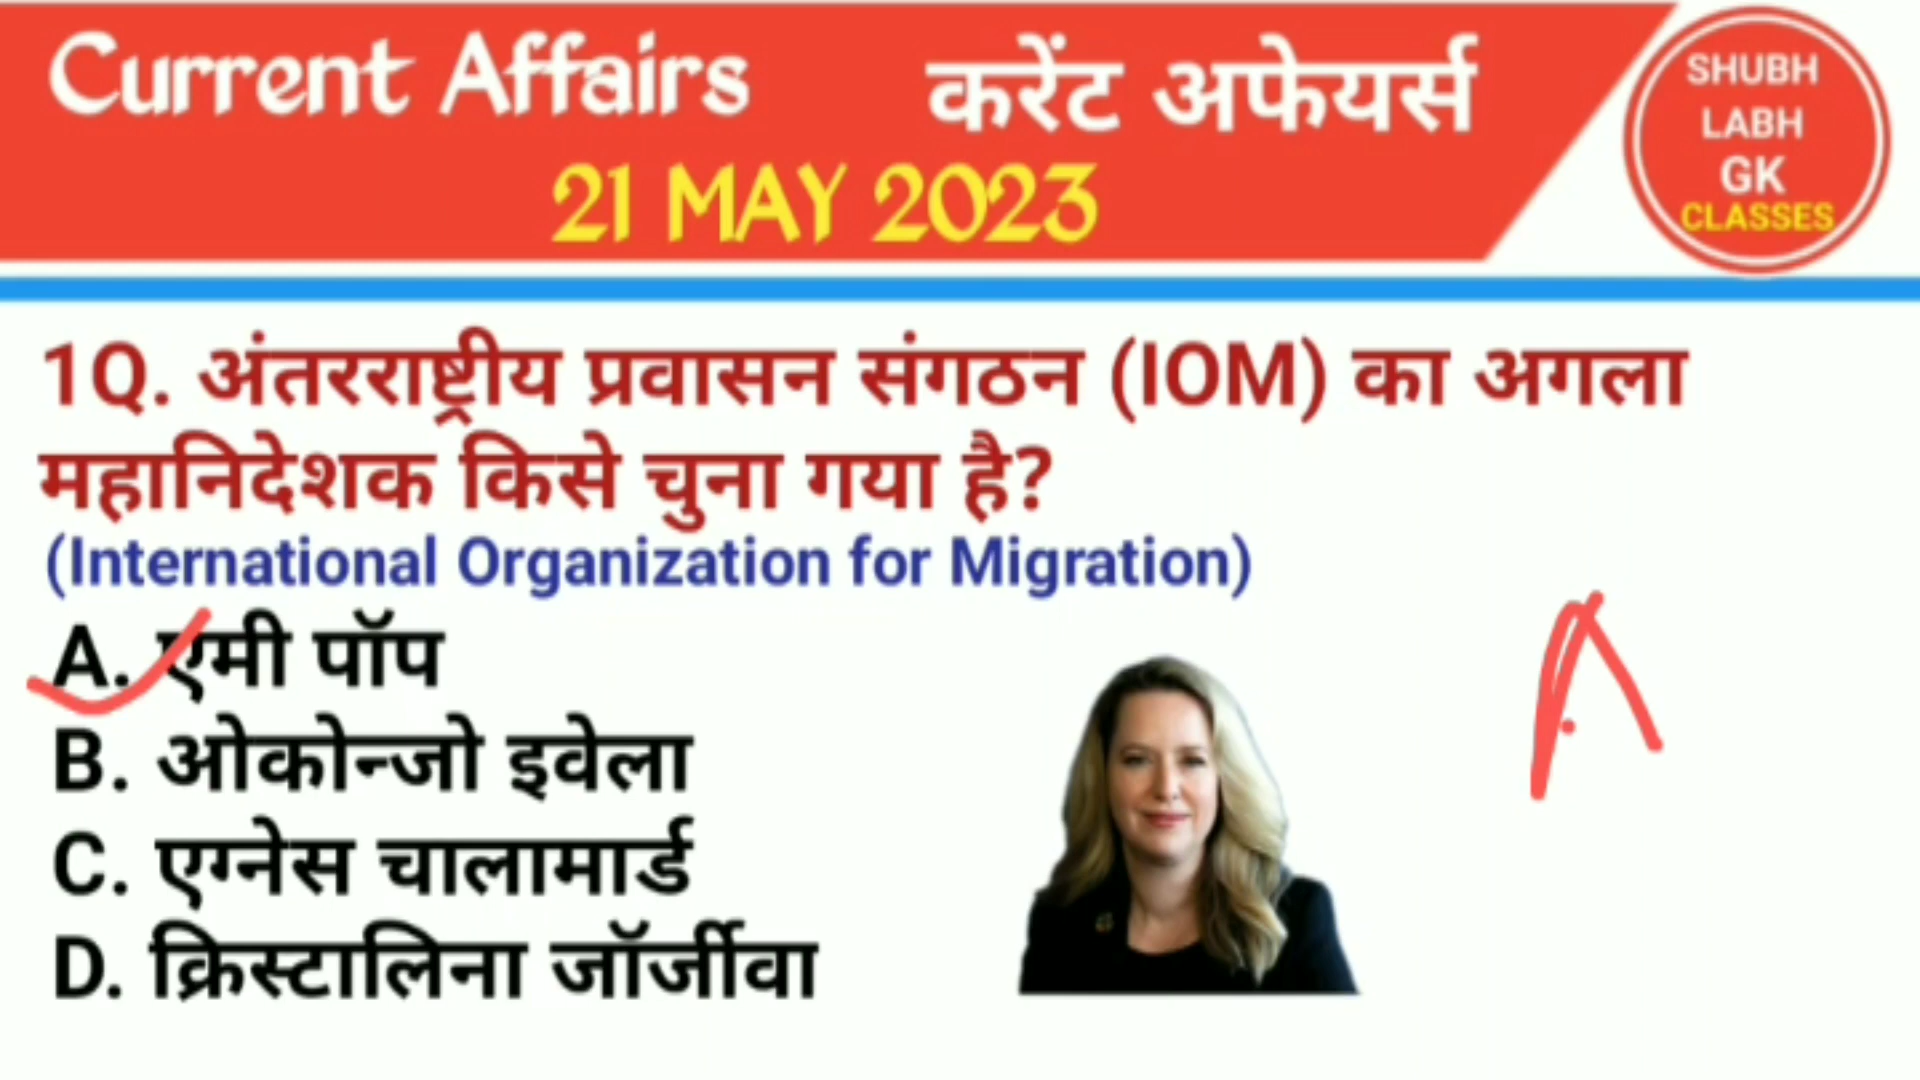 Current Affairs करेंट अफेयर्स
21 MAY 2023
SHUBH
LABH
GK
CLASSES
1Q. अंतरराष्ट्रीय प्रवासन संगठन (IOM) का अगला
महानिदेशक किसे चुना गया है?
(International Organization for Migration)
A. एमी पॉप
B. ओकोन्जो इवेला
C. एग्नेस चालामार्ड
D. क्रिस्टालिना जॉर्जीवा